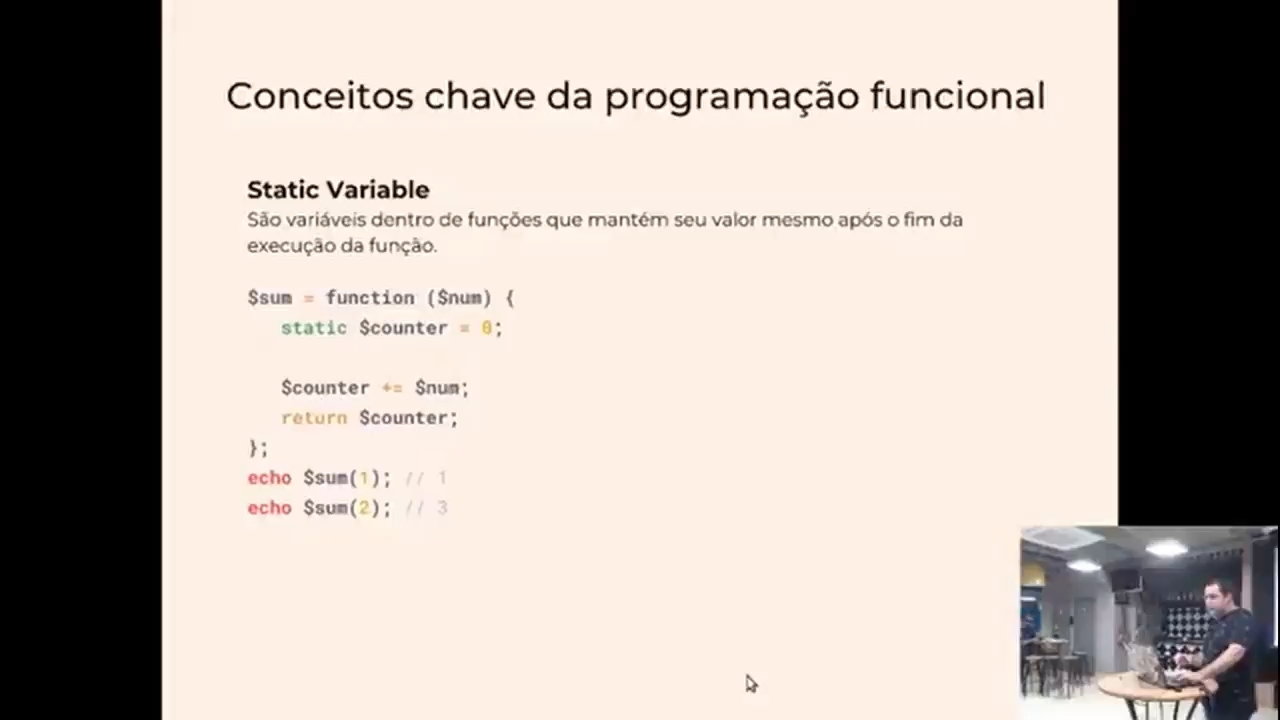 Conceitos chave da programação funcional
Static Variable
São variáveis dentro de funções que mantém seu valor mesmo após o fim da
execução da função.
$sum = function ($num) {
static $counter = 0;
$counter += $num;
return $counter;
};
echo $sum(1); // 1
echo $sum(2); // 3